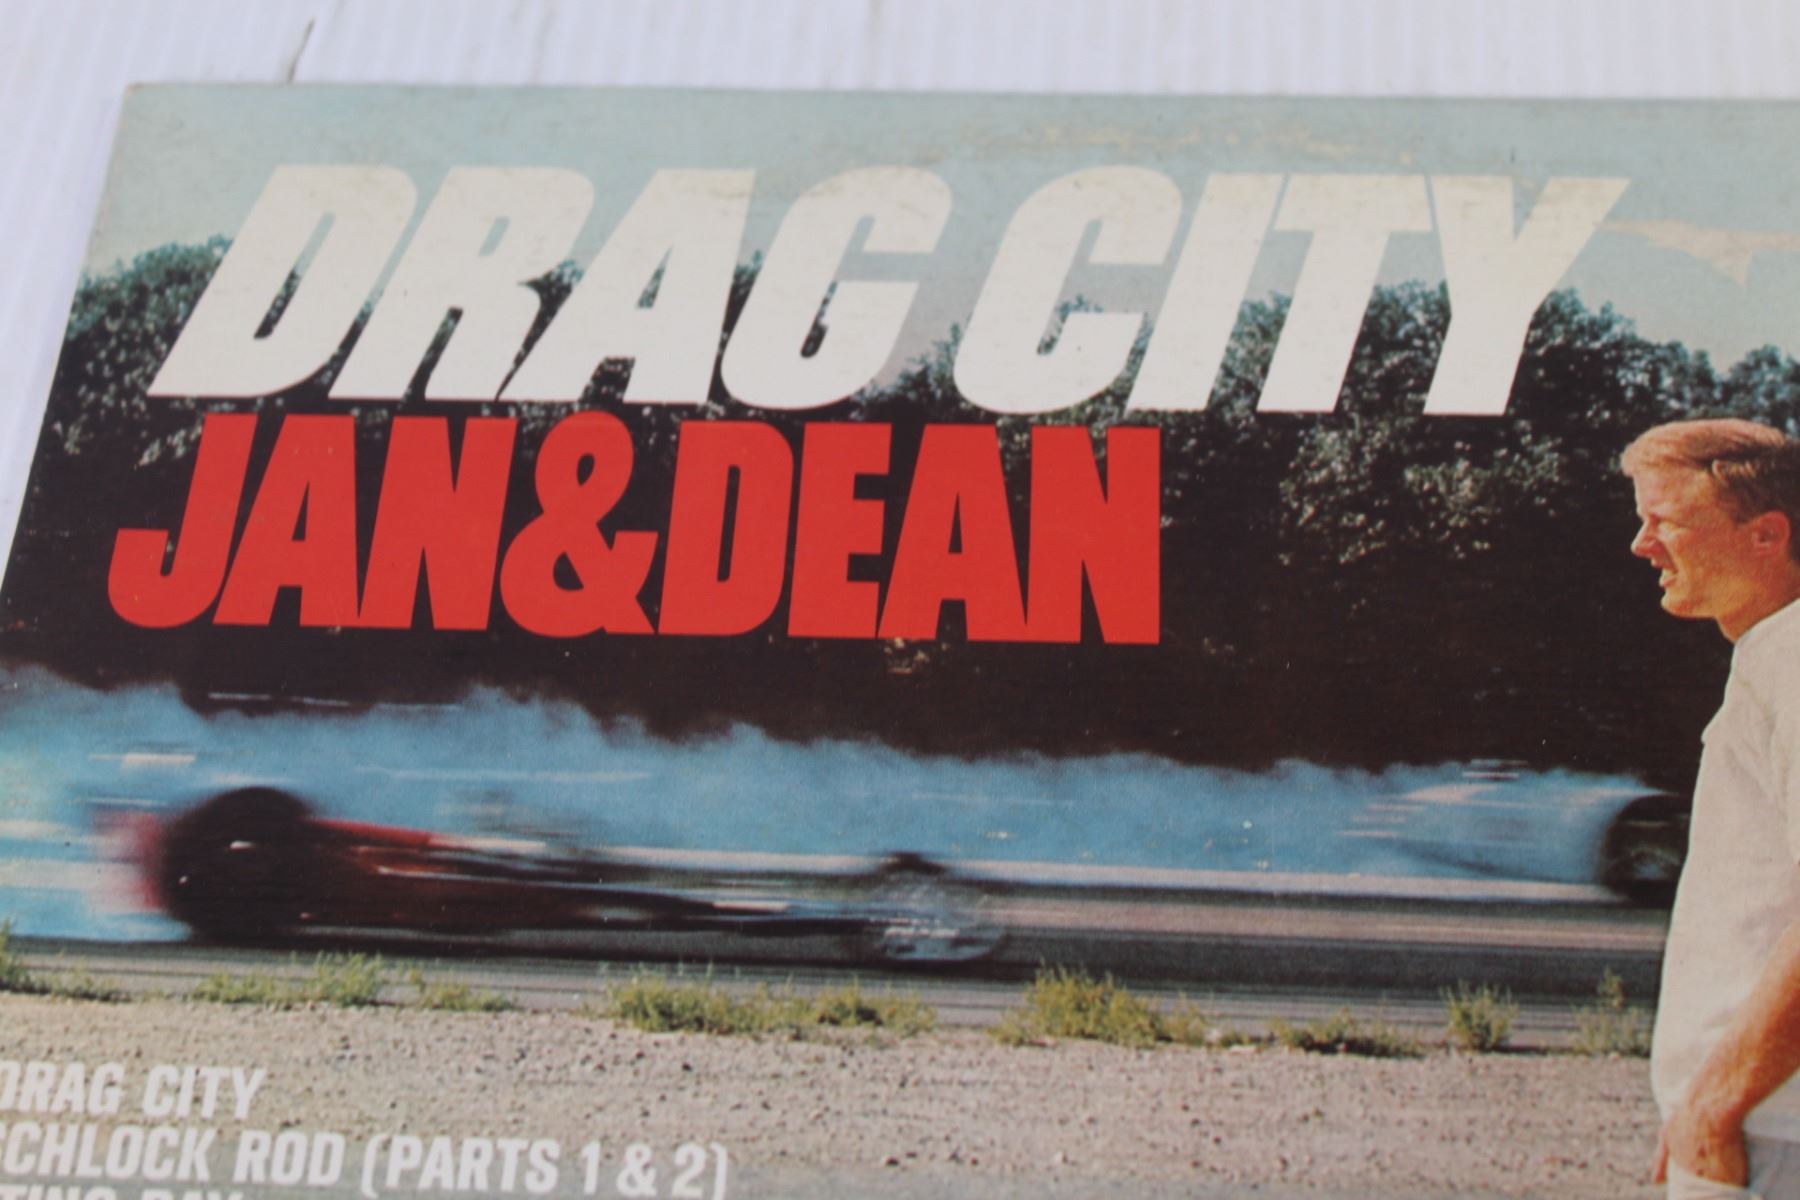 DRAG CITY
JAN & DEAN
DRAG CITY
SCHLOCK ROD (PARTS 1 & 2)